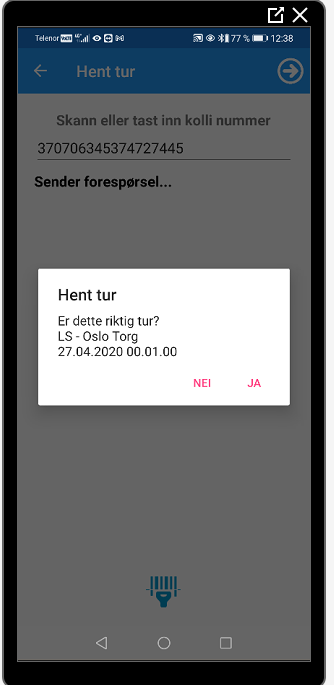 Telenor 77 % 12:38
Hent tur
Skann eller tast inn kolli nummer
370706345374727445
Sender forespørsel...
Hent tur
Er dette riktig tur?
LS - Oslo Torg
27.04.2020 00.01.00
NEI JA